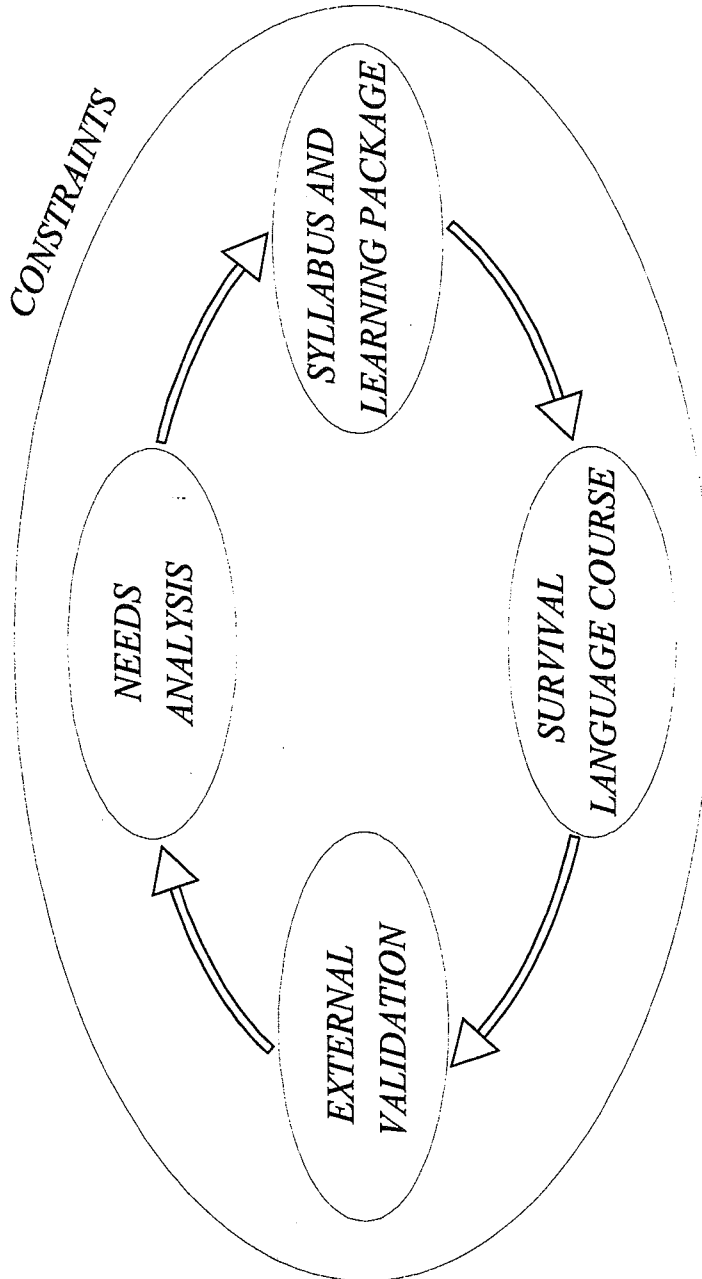 CONSTRAINTS
NEEDS
ANALYSIS
SYLLABUS AND
LEARNING PACKAGE
SURVIVAL
LANGUAGE COURSE
EXTERNAL
VALIDATION